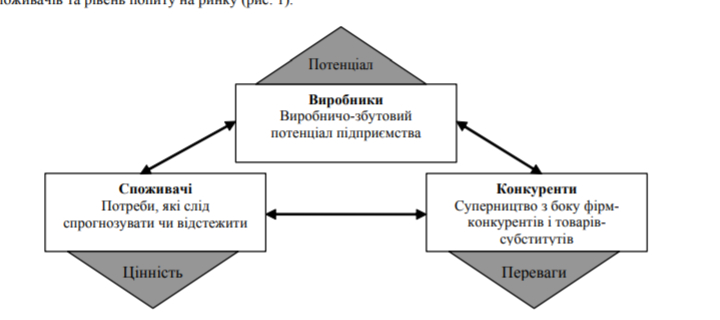 поживачів та рівень попиту на ринку (рис. 1).
Потенціал
Виробники
Виробничо-збутовий
потенціал підприємства
Споживачі
Потреби, які слід
спрогнозувати чи відстежити
Конкуренти
Суперництво з боку фірм-
конкурентів і товарів-
субститутів
Цінність
Переваги